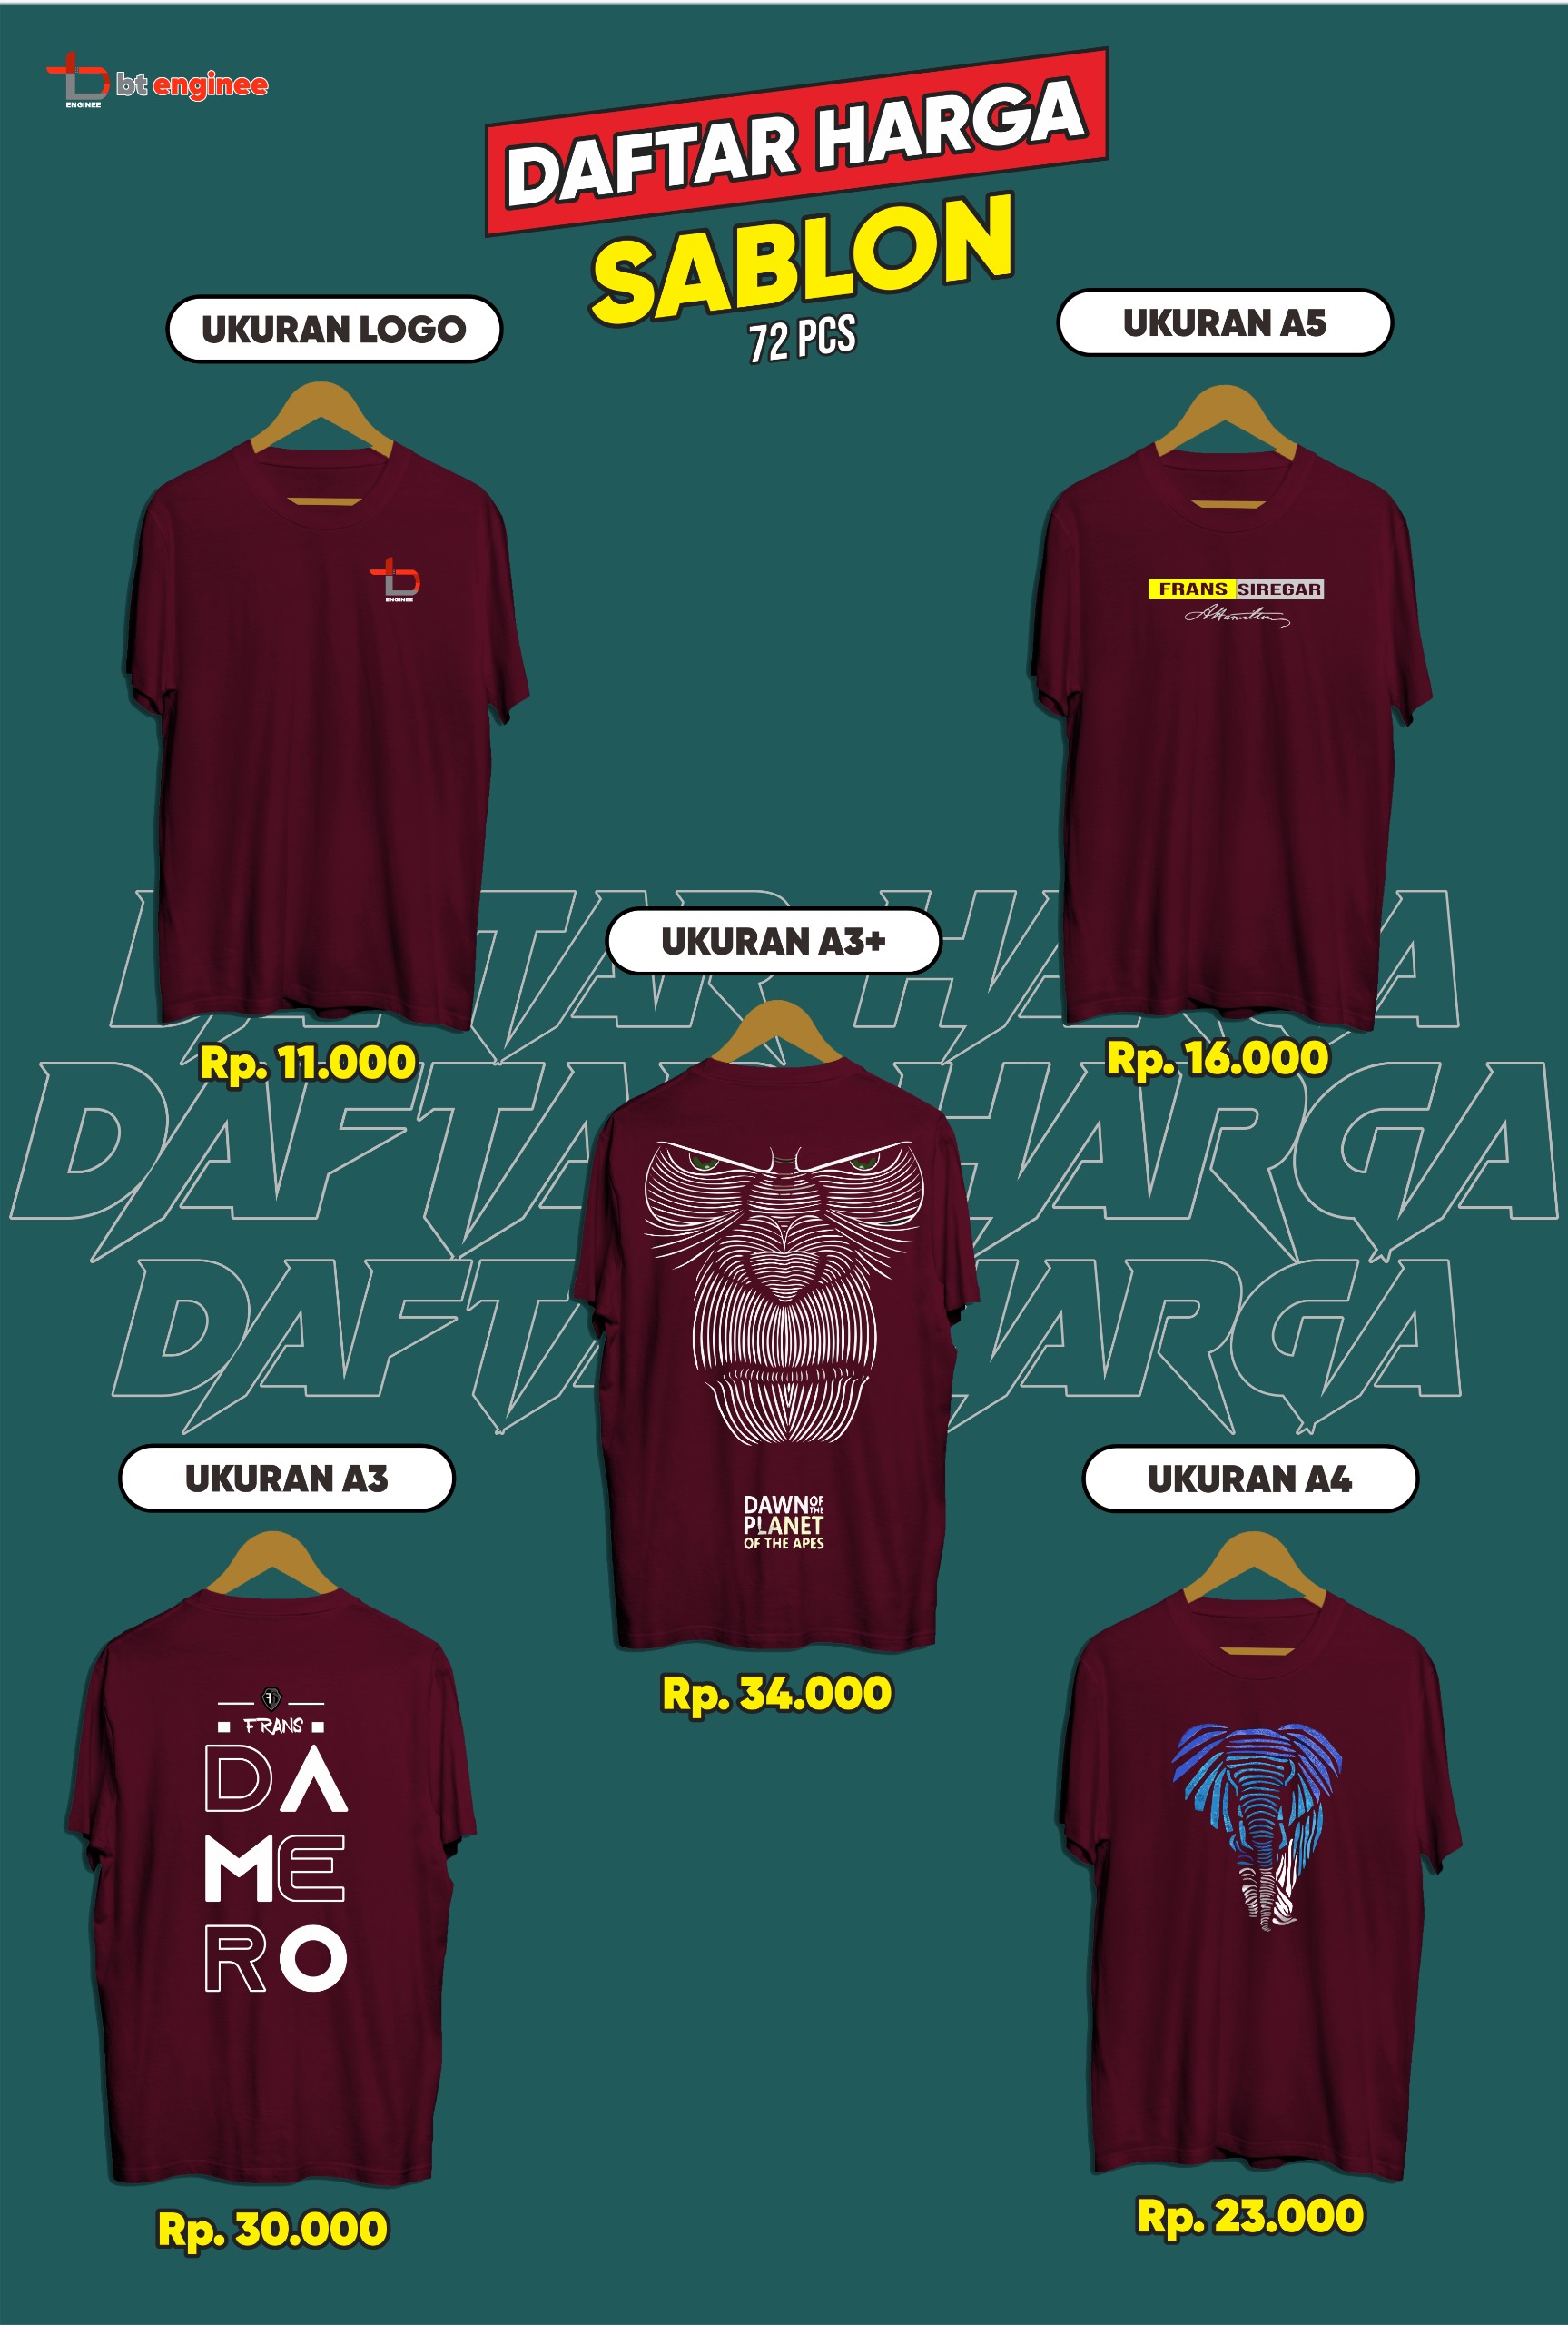 ENGINEE
bt enginee
DAFTAR HARGA
SABLON
72 PCS
UKURAN LOGO
UKURAN A5
ENGINEE
FRANS SIREGAR
AHamilton
DAFTAR HARGA
UKURAN A3+
Rp. 11.000
Rp. 16.000
DAFTAR HARGA
DAFTAR HARGA
UKURAN A3
UKURAN A4
DAWN OF THE
PLANET
OF THE APES
Rp. 34.000
FRANS
DA
ME
RO
Rp. 30.000
Rp. 23.000